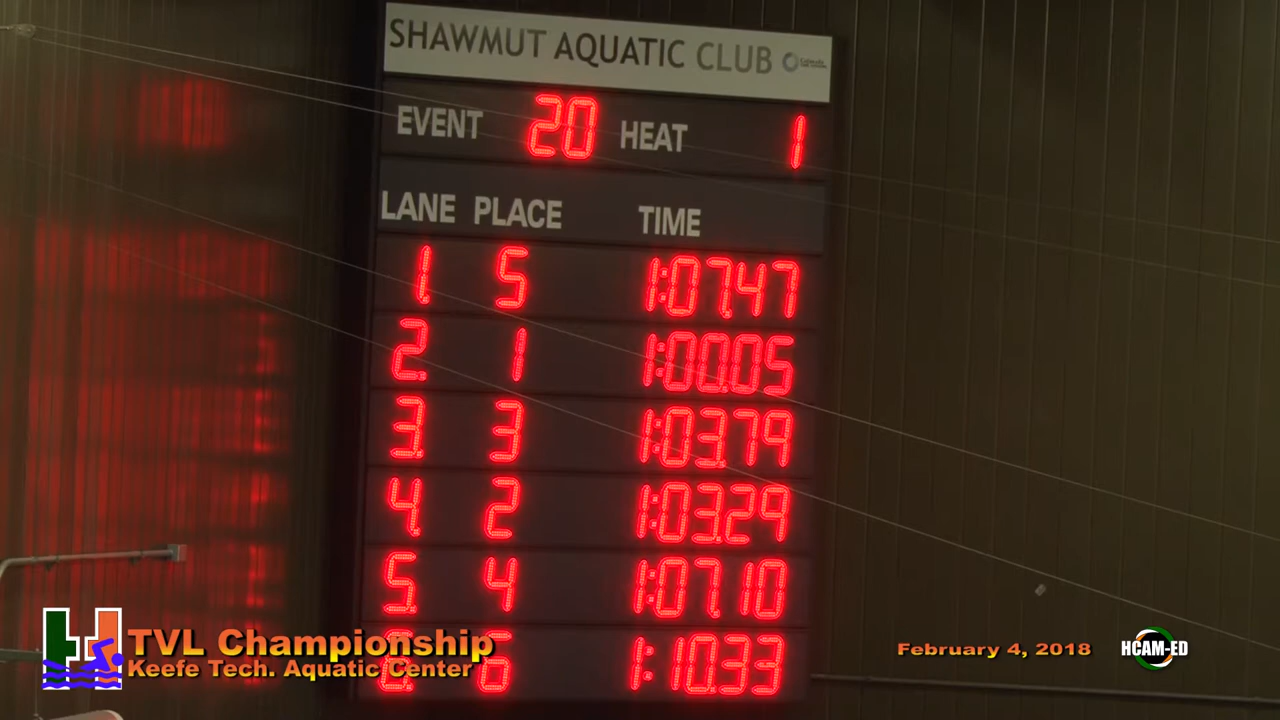 SHAWMUT AQUATIC CLUB
EVENT 20 HEAT 1
LANE PLACE TIME
1 5 1:07.47
2. 1 1:00.05
3. 3 1:03.79
4. 2 1:03.29
5. 4 1:07.10
6. 6 1:10.33
TVL Championship
Keefe Tech. Aquatic Center
February 4, 2018
HCAM-ED